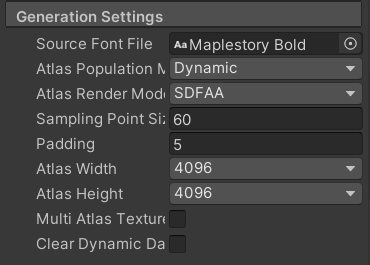 Generation Settings
Source Font File Aa Maplestory Bold
Atlas Population M Dynamic
Atlas Render Mode SDFAA
Sampling Point Siz 60
Padding 5
Atlas Width 4096
Atlas Height 4096
Multi Atlas Texture
Clear Dynamic Da